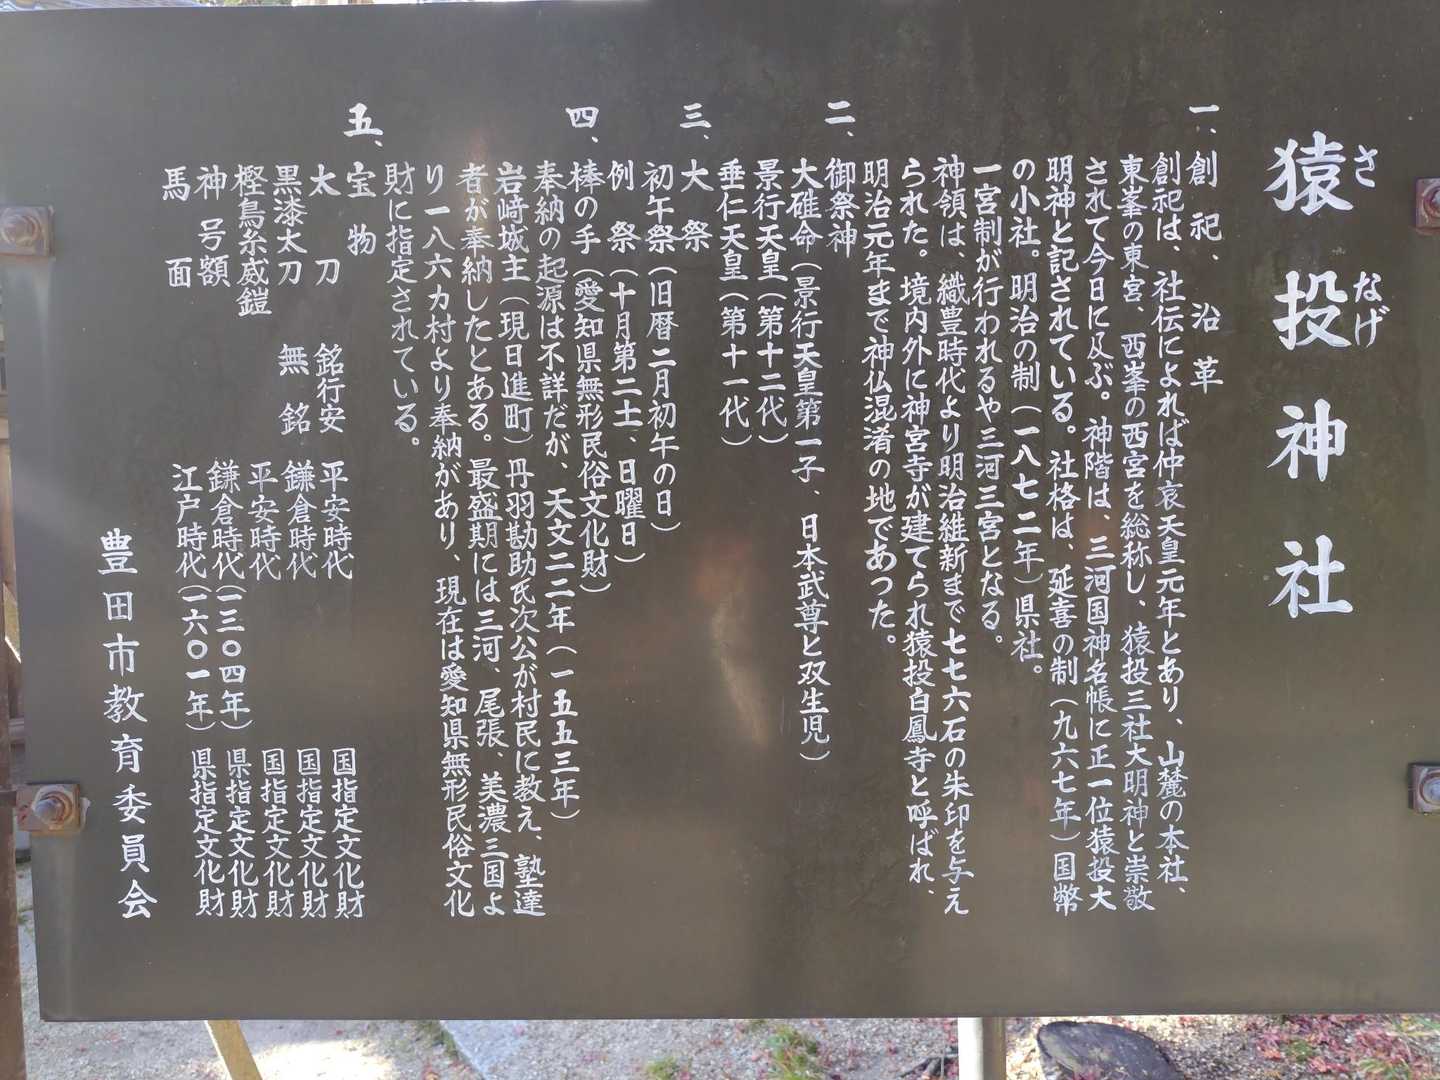 猿投神社
さなげ
一、創祀、沿革
創祀は、社伝によれば仲哀天皇元年とあり、山麓の本社、
東峯の東宮、西峯の西宮を総称し、猿投三社大明神と崇敬
されて今日に及ぶ。神階は、三河国神名帳に正一位猿投大
明神と記されている。社格は、延喜の制（九六七年）国幣
の小社。明治の制（一八七二年）県社。
一宮制が行われるや三河三宮となる。
神領は、織豊時代より明治維新まで七七六石の朱印を与え
られた。境内外に神宮寺が建てられ猿投白鳳寺と呼ばれ、
明治元年まで神仏混淆の地であった。
二、御祭神
大碓命（景行天皇第一子、日本武尊と双生児）
景行天皇（第十二代）
垂仁天皇（第十一代）
三、大祭
初午祭（旧暦二月初午の日）
例祭（十月第二土、日曜日）
四、棒の手（愛知県無形民俗文化財）
奉納の起源は不詳だが、天文二二年（一五五三年）
岩崎城主（現日進町）丹羽勘助氏次公が村民に教え、塾達
者が奉納したとある。最盛期には三河、尾張、美濃三国よ
り一八六カ村より奉納があり、現在は愛知県無形民俗文化
財に指定されている。
五、宝物
太刀 銘行安 平安時代 国指定文化財
黒漆太刀 無銘 鎌倉時代 国指定文化財
樫鳥糸威鎧 平安時代 国指定文化財
神号額 鎌倉時代（一三〇四年） 県指定文化財
馬面 江戸時代（一六〇一年） 県指定文化財
豊田市教育委員会